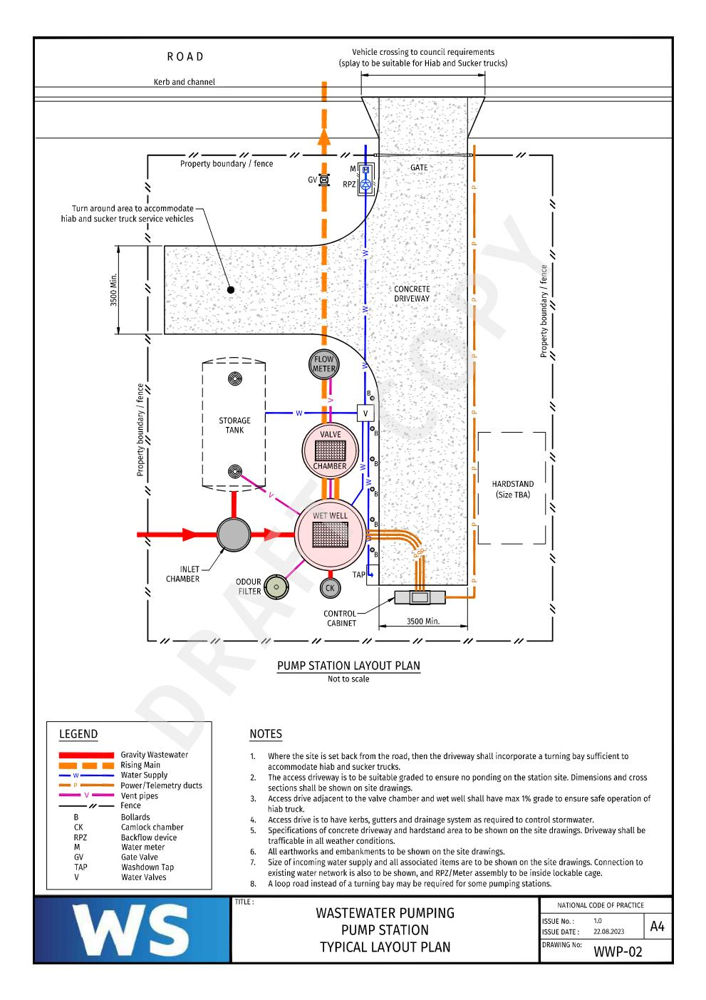 ROAD
Vehicle crossing to council requirements
(splay to be suitable for Hiab and Sucker trucks)
Kerb and channel
Property boundary / fence
GV
M
M
RPZ
GATE
P
Turn around area to accommodate
hiab and sucker truck service vehicles
3500 Min.
W
P
CONCRETE
DRIVEWAY
W
P
Property boundary / fence
FLOW
METER
W
P
V
B
W
V
P
STORAGE
TANK
VALVE
CHAMBER
B
Property boundary / fence
B
W
P
W
B
HARDSTAND
(Size TBA)
V
WET WELL
B
P
W
P
P
P
B
INLET
CHAMBER
TAP
ODOUR
FILTER
CK
P
CONTROL
CABINET
3500 Min.
DRAFT COPY
PUMP STATION LAYOUT PLAN
Not to scale
LEGEND
Gravity Wastewater
Rising Main
W Water Supply
P Power/Telemetry ducts
V Vent pipes
Fence
B Bollards
CK Camlock chamber
RPZ Backflow device
M Water meter
GV Gate Valve
TAP Washdown Tap
V Water Valves
NOTES
1. Where the site is set back from the road, then the driveway shall incorporate a turning bay sufficient to
accommodate hiab and sucker trucks.
2. The access driveway is to be suitable graded to ensure no ponding on the station site. Dimensions and cross
sections shall be shown on site drawings.
3. Access drive adjacent to the valve chamber and wet well shall have max 1% grade to ensure safe operation of
hiab truck.
4. Access drive is to have kerbs, gutters and drainage system as required to control stormwater.
5. Specifications of concrete driveway and hardstand area to be shown on the site drawings. Driveway shall be
trafficable in all weather conditions.
6. All earthworks and embankments to be shown on the site drawings.
7. Size of incoming water supply and all associated items are to be shown on the site drawings. Connection to
existing water network is also to be shown, and RPZ/Meter assembly to be inside lockable cage.
8. A loop road instead of a turning bay may be required for some pumping stations.
WS
TITLE :
WASTEWATER PUMPING
PUMP STATION
TYPICAL LAYOUT PLAN
NATIONAL CODE OF PRACTICE
ISSUE No. : 1.0
ISSUE DATE : 22.08.2023
A4
DRAWING No: WWP-02